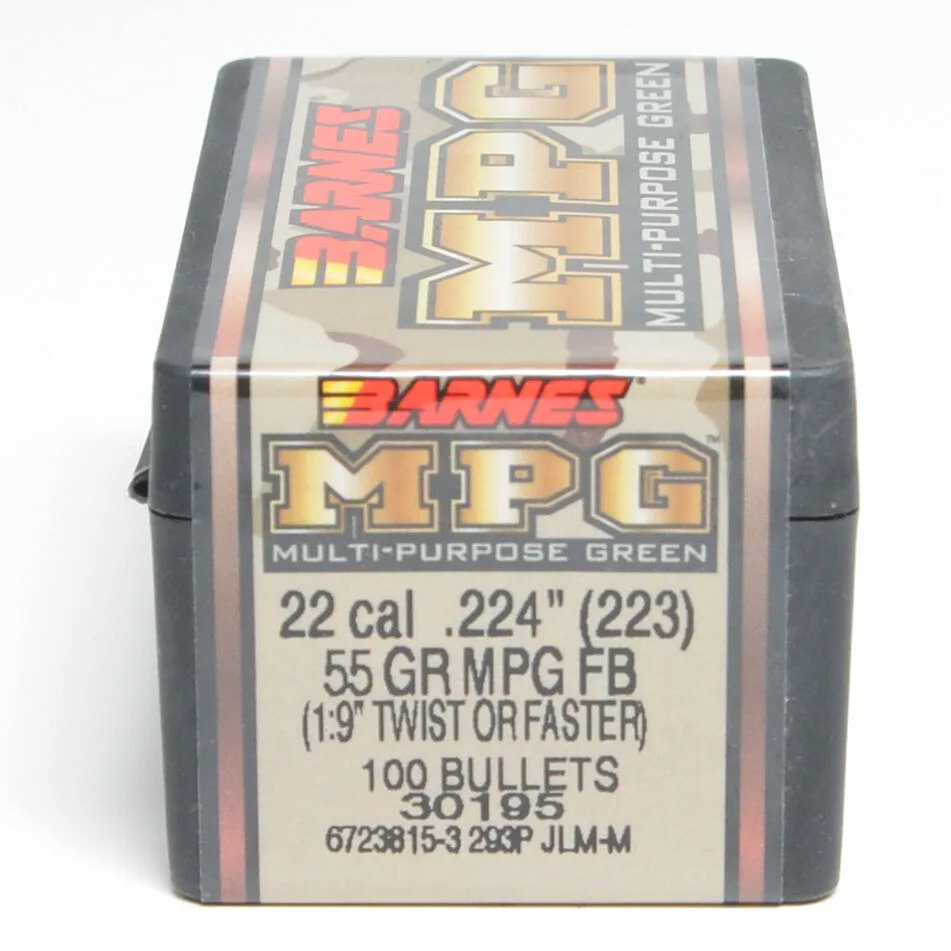 BARNES
MPG
MULTI-PURPOSE GREEN
BARNES®
MPG™
MULTI-PURPOSE GREEN
22 cal .224" (223)
55 GR MPG FB
(1:9" TWIST OR FASTER)
100 BULLETS
30195
6723815-3 293P JLM-M